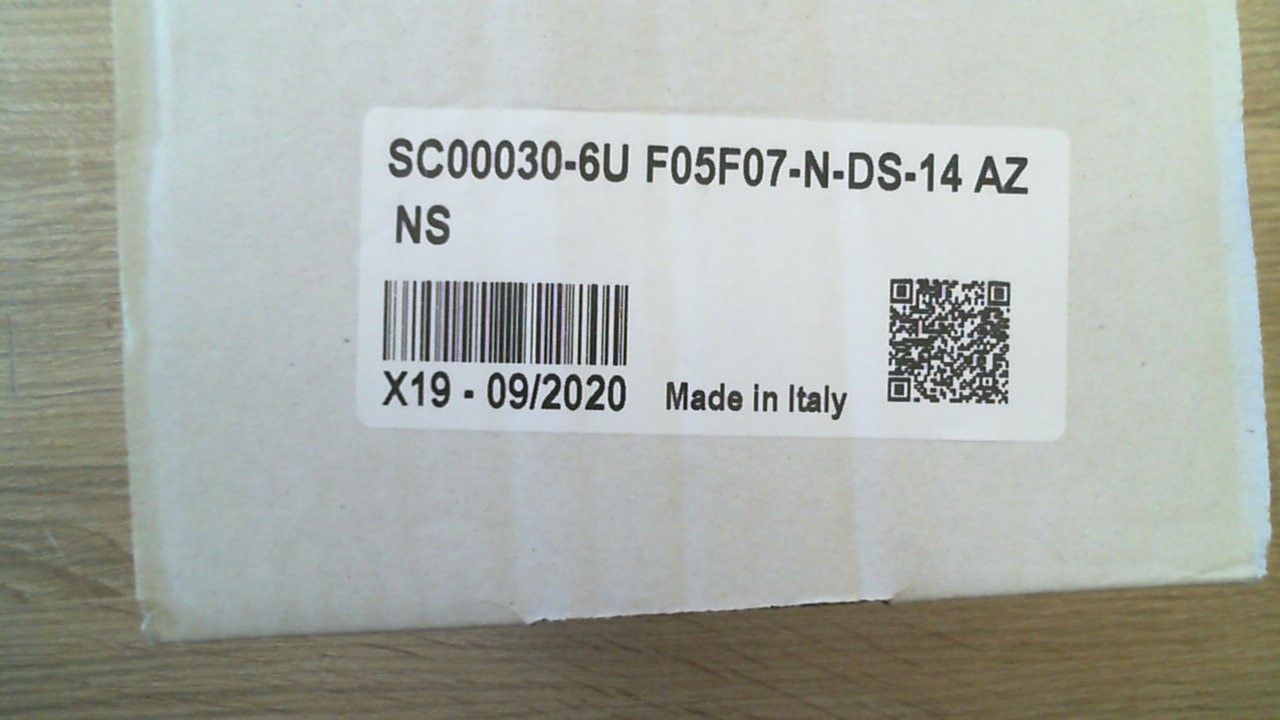 SC00030-6U F05F07-N-DS-14 AZ
NS
X19 - 09/2020 Made in Italy